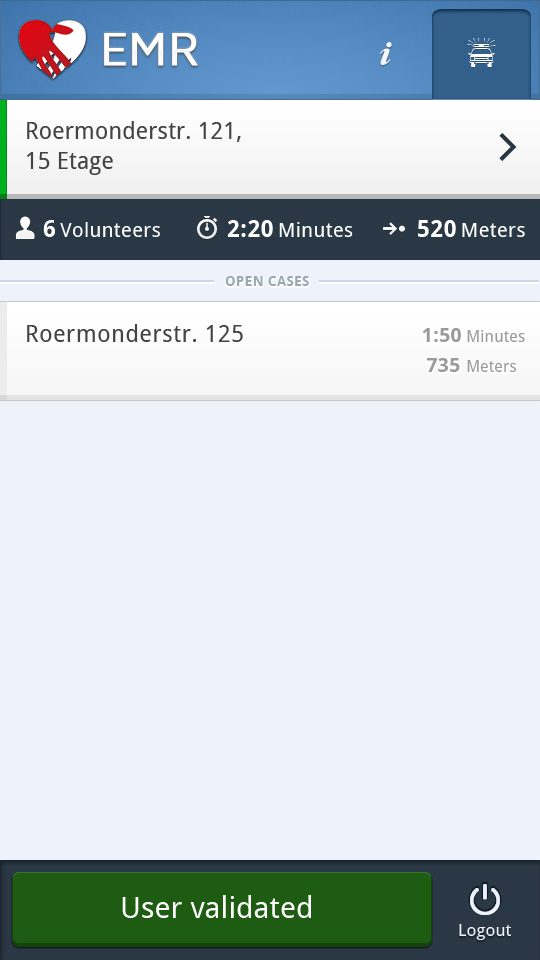 EMR
i
Roermonderstr. 121,
15 Etage
6 Volunteers 2:20 Minutes 520 Meters
OPEN CASES
Roermonderstr. 125
1:50 Minutes
735 Meters
User validated
Logout